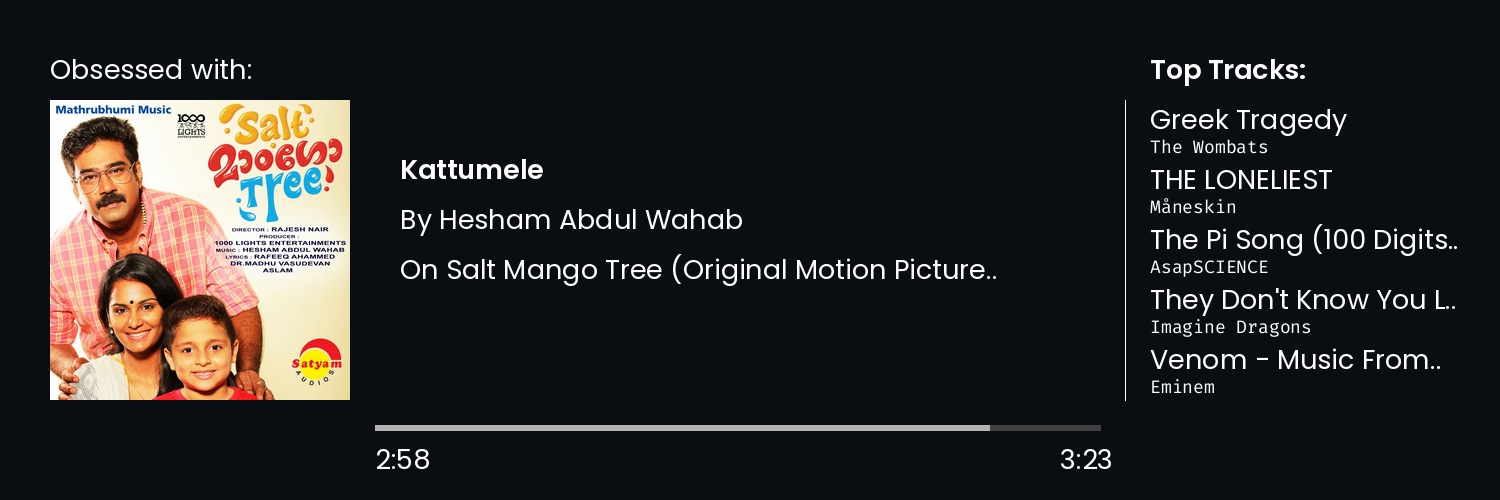 Obsessed with:
Mathrubhumi Music
1000
LIGHTS
ENTERTAINMENTS
Salt
മാംഗോ
Tree
DIRECTOR : RAJESH NAIR
PRODUCER :
1000 LIGHTS ENTERTAINMENTS
MUSIC : HESHAM ABDUL WAHAB
LYRICS : RAFEEQ AHAMMED
DR.MADHU VASUDEVAN
ASLAM
Satyam
AUDIOS
Kattumele
By Hesham Abdul Wahab
On Salt Mango Tree (Original Motion Picture..
2:58
3:23
Top Tracks:
Greek Tragedy
The Wombats
THE LONELIEST
Måneskin
The Pi Song (100 Digits..
AsapSCIENCE
They Don't Know You L..
Imagine Dragons
Venom - Music From..
Eminem